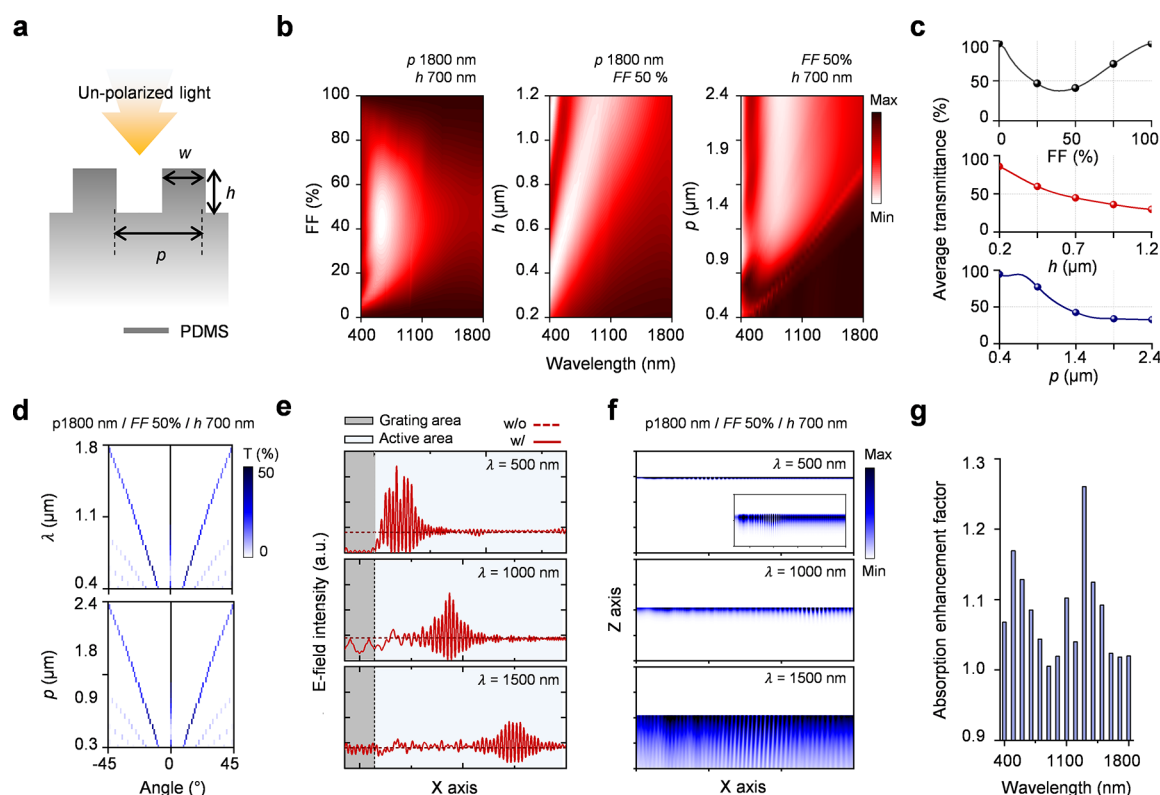 a
Un-polarized light
w
h
p
PDMS
b
p 1800 nm
h 700 nm
p 1800 nm
FF 50 %
FF 50%
h 700 nm
FF (%)
100
80
60
40
20
0
400 1100 1800
h (μm)
1.2
1.0
0.8
0.6
0.4
0.2
400 1100 1800
p (μm)
2.4
1.9
1.4
0.9
0.4
400 1100 1800
Wavelength (nm)
Max
Min
c
Average transmittance (%)
100
50
0
0 50 100
FF (%)
100
50
0
0.2 0.7 1.2
h (μm)
100
50
0
0.4 1.4 2.4
p (μm)
d
p1800 nm / FF 50% / h 700 nm
λ (μm)
1.8
1.1
0.4
T (%)
50
0
p (μm)
2.4
1.8
0.9
0.3
-45 0 45
Angle (°)
e
Grating area
Active area
w/o
w/
E-field intensity (a.u.)
λ = 500 nm
λ = 1000 nm
λ = 1500 nm
X axis
f
p1800 nm / FF 50% / h 700 nm
Z axis
λ = 500 nm
λ = 1000 nm
λ = 1500 nm
X axis
Max
Min
g
Absorption enhancement factor
1.3
1.2
1.1
1.0
0.9
400 1100 1800
Wavelength (nm)